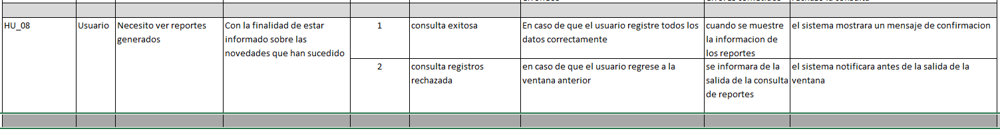 HU_08
Usuario
Necesito ver reportes
generados
Con la finalidad de estar
informado sobre las
novedades que han sucedido
1
consulta exitosa
En caso de que el usuario registre todos los
datos correctamente
cuando se muestre
la informacion de
los reportes
el sistema mostrara un mensaje de confirmacion
2
consulta registros
rechazada
en caso de que el usuario regrese a la
ventana anterior
se informara de la
salida de la consulta
de reportes
el sistema notificara antes de la salida de la
ventana